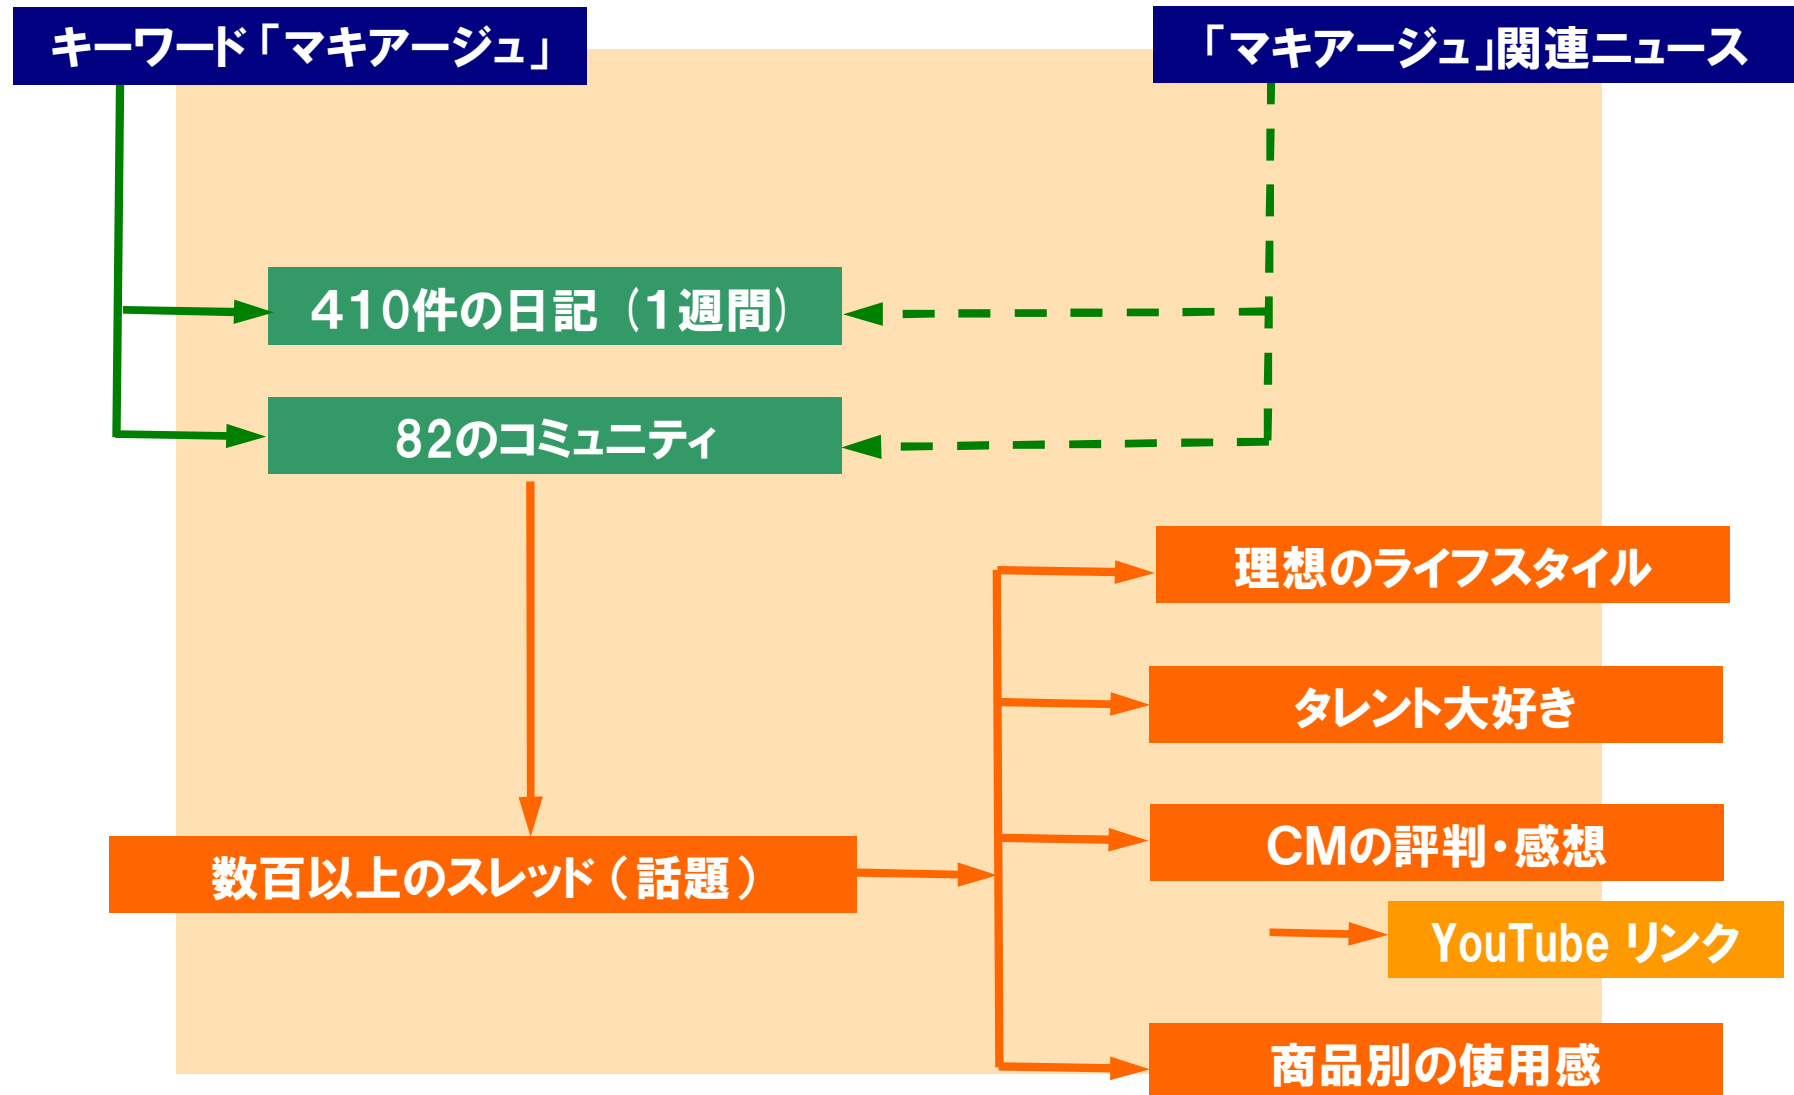 キーワード「マキアージュ」
「マキアージュ」関連ニュース
410件の日記（1週間）
82のコミュニティ
理想のライフスタイル
タレント大好き
CMの評判・感想
数百以上のスレッド（話題）
YouTube リンク
商品別の使用感